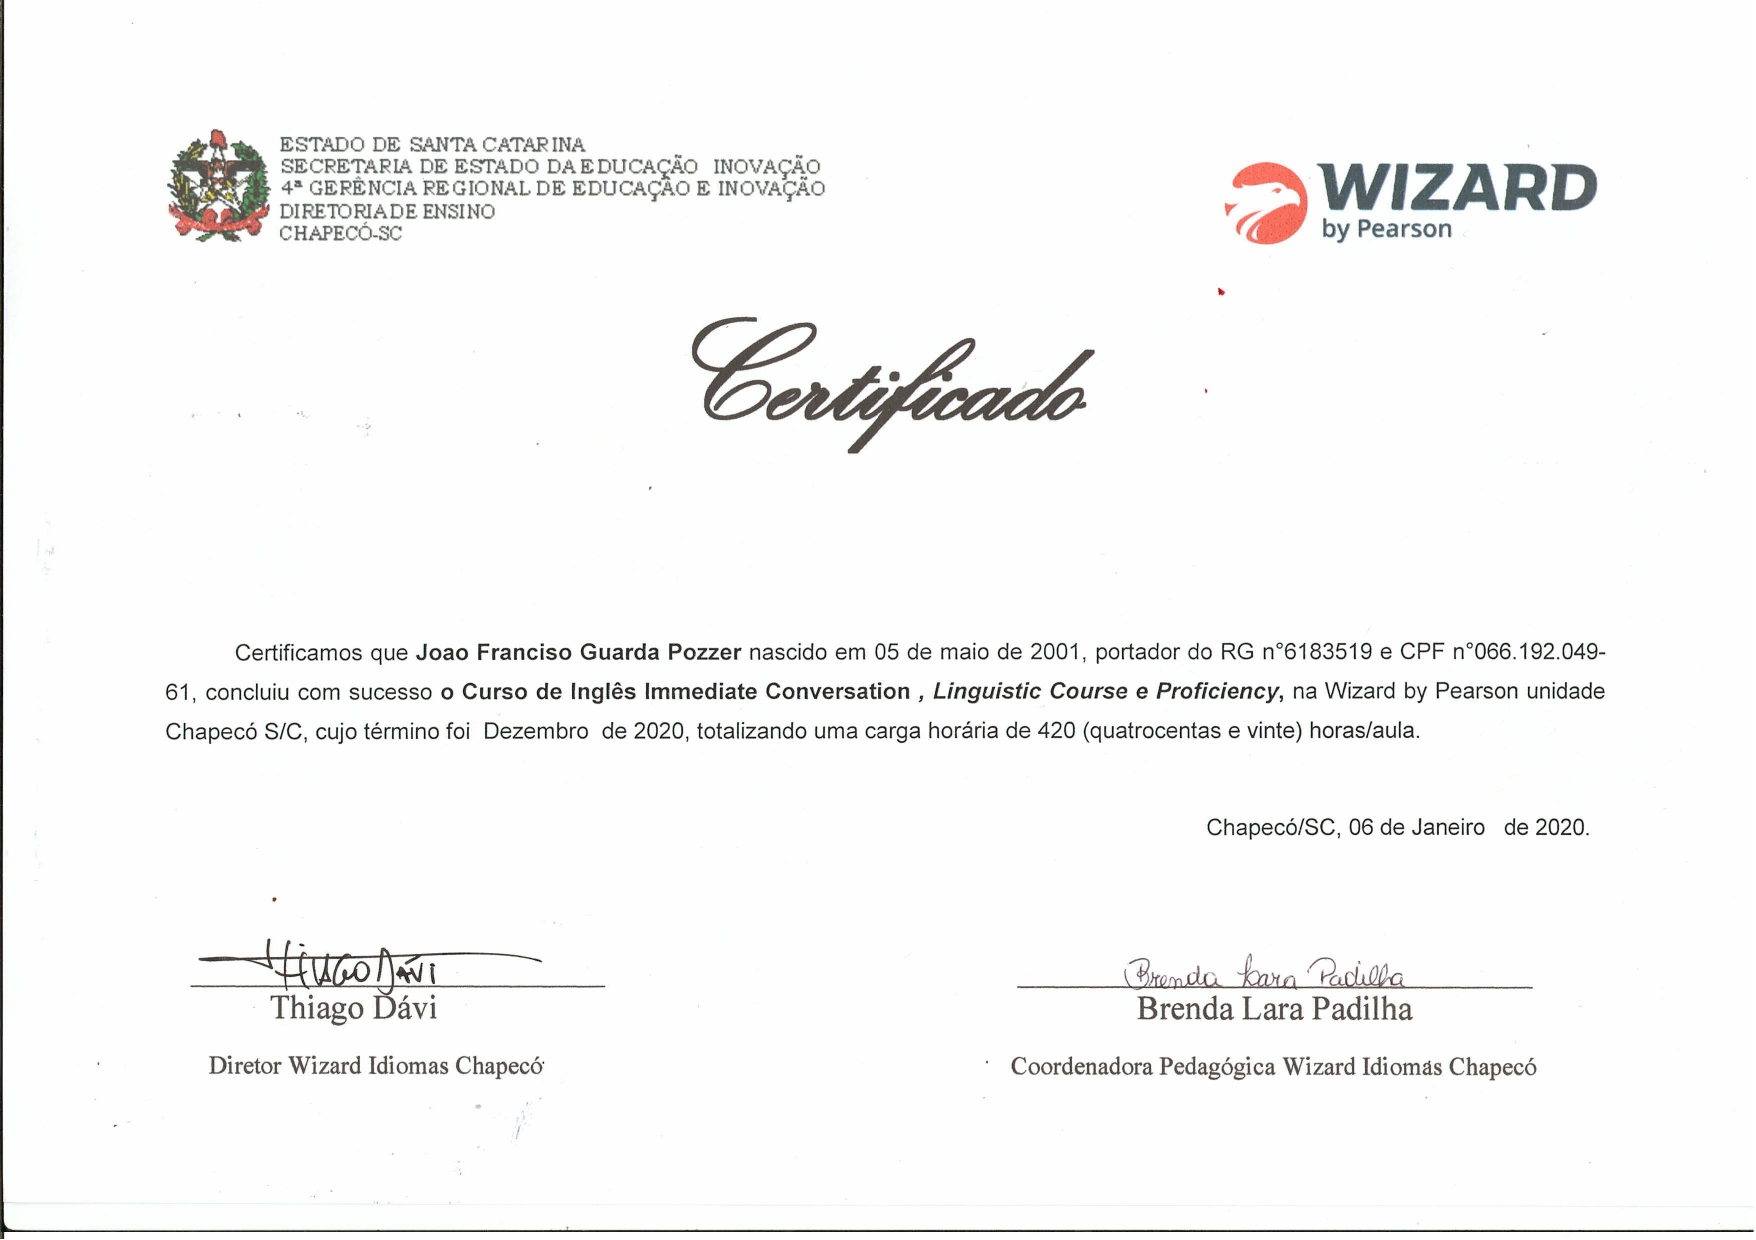 ESTADO DE SANTA CATARINA
SECRETARIA DE ESTADO DA EDUCAÇÃO INOVAÇÃO
4ª GERÊNCIA REGIONAL DE EDUCAÇÃO E INOVAÇÃO
DIRETORIA DE ENSINO
CHAPECÓ-SC
WIZARD
by Pearson
Certificado
Certificamos que Joao Franciso Guarda Pozzer nascido em 05 de maio de 2001, portador do RG n°6183519 e CPF n°066.192.049-
61, concluiu com sucesso o Curso de Inglês Immediate Conversation , Linguistic Course e Proficiency, na Wizard by Pearson unidade
Chapecó S/C, cujo término foi Dezembro de 2020, totalizando uma carga horária de 420 (quatrocentas e vinte) horas/aula.
Chapecó/SC, 06 de Janeiro de 2020.
Thiago Dávi
Brenda Lara Padilha
Thiago Dávi
Brenda Lara Padilha
Diretor Wizard Idiomas Chapecó
Coordenadora Pedagógica Wizard Idiomas Chapecó